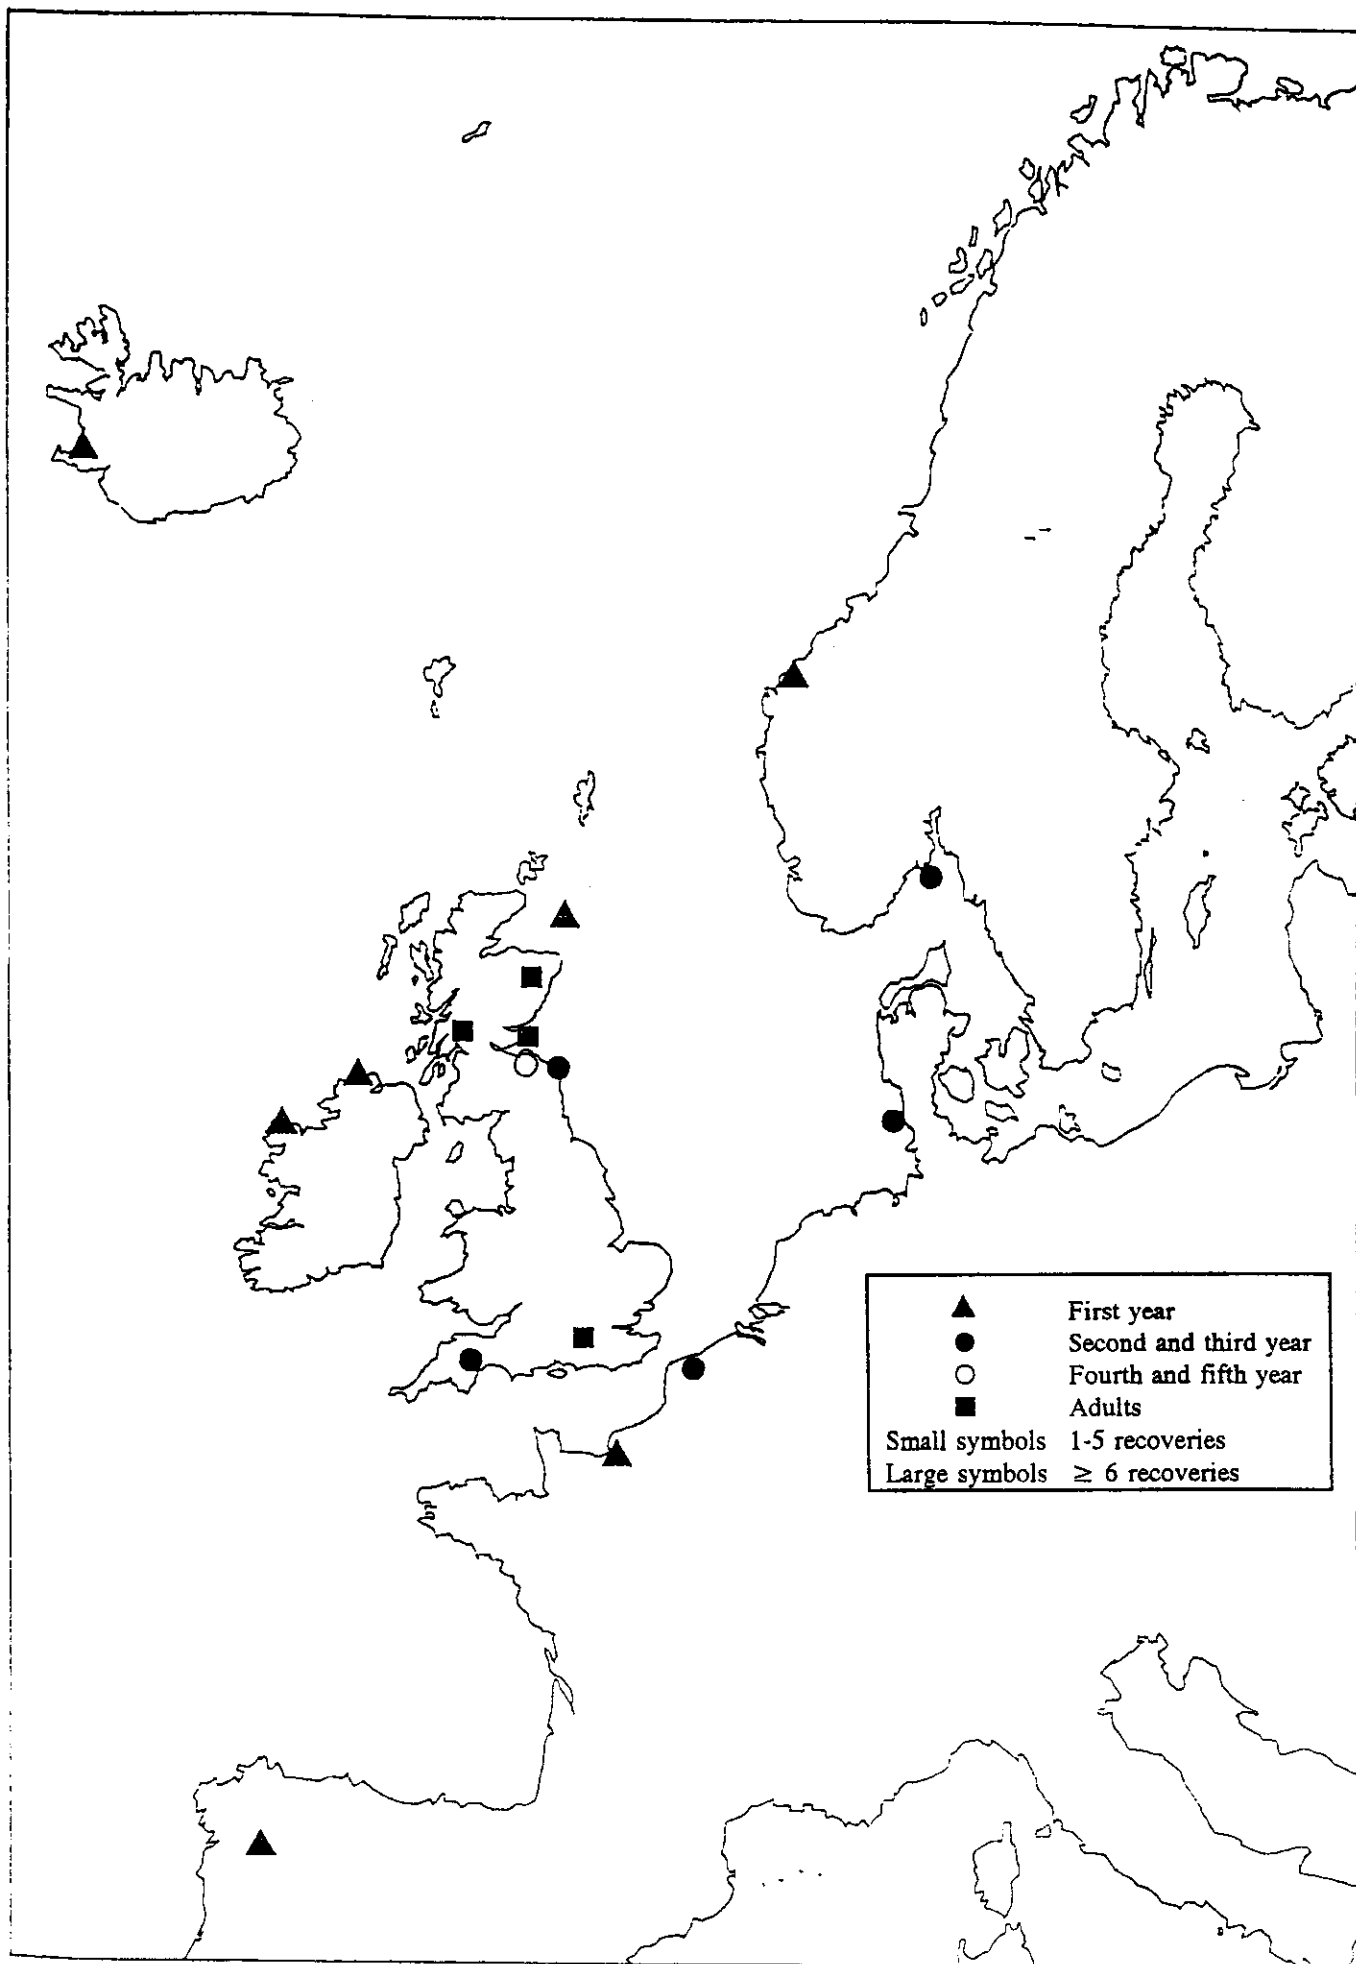 First year
Second and third year
Fourth and fifth year
Adults
Small symbols 1-5 recoveries
Large symbols ≥ 6 recoveries